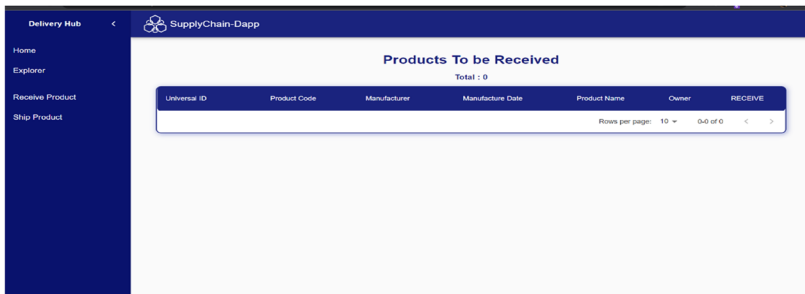 Delivery Hub <
SupplyChain-Dapp
Home
Explorer
Receive Product
Ship Product
Products To be Received
Total : 0
Universal ID Product Code Manufacturer Manufacture Date Product Name Owner RECEIVE
Rows per page: 10 0-0 of 0 < >